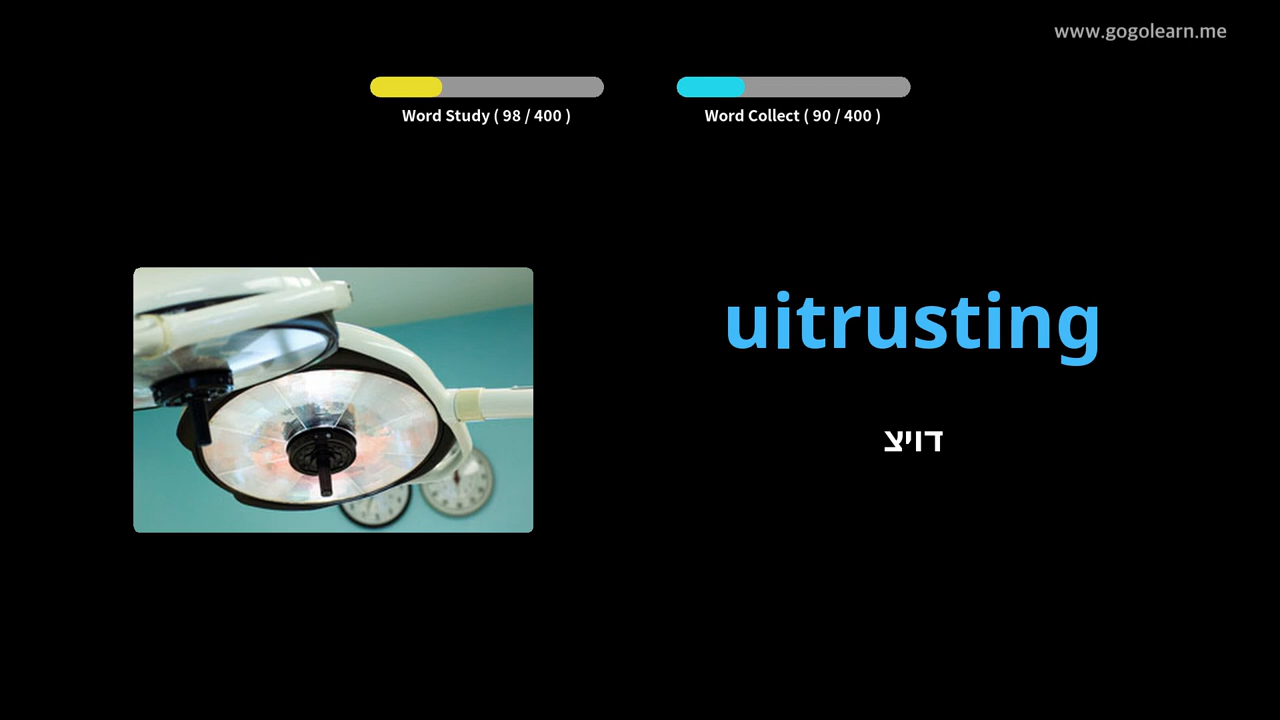 www.gogolearn.me
Word Study ( 98 / 400 )
Word Collect ( 90 / 400 )
uitrusting
דויצ